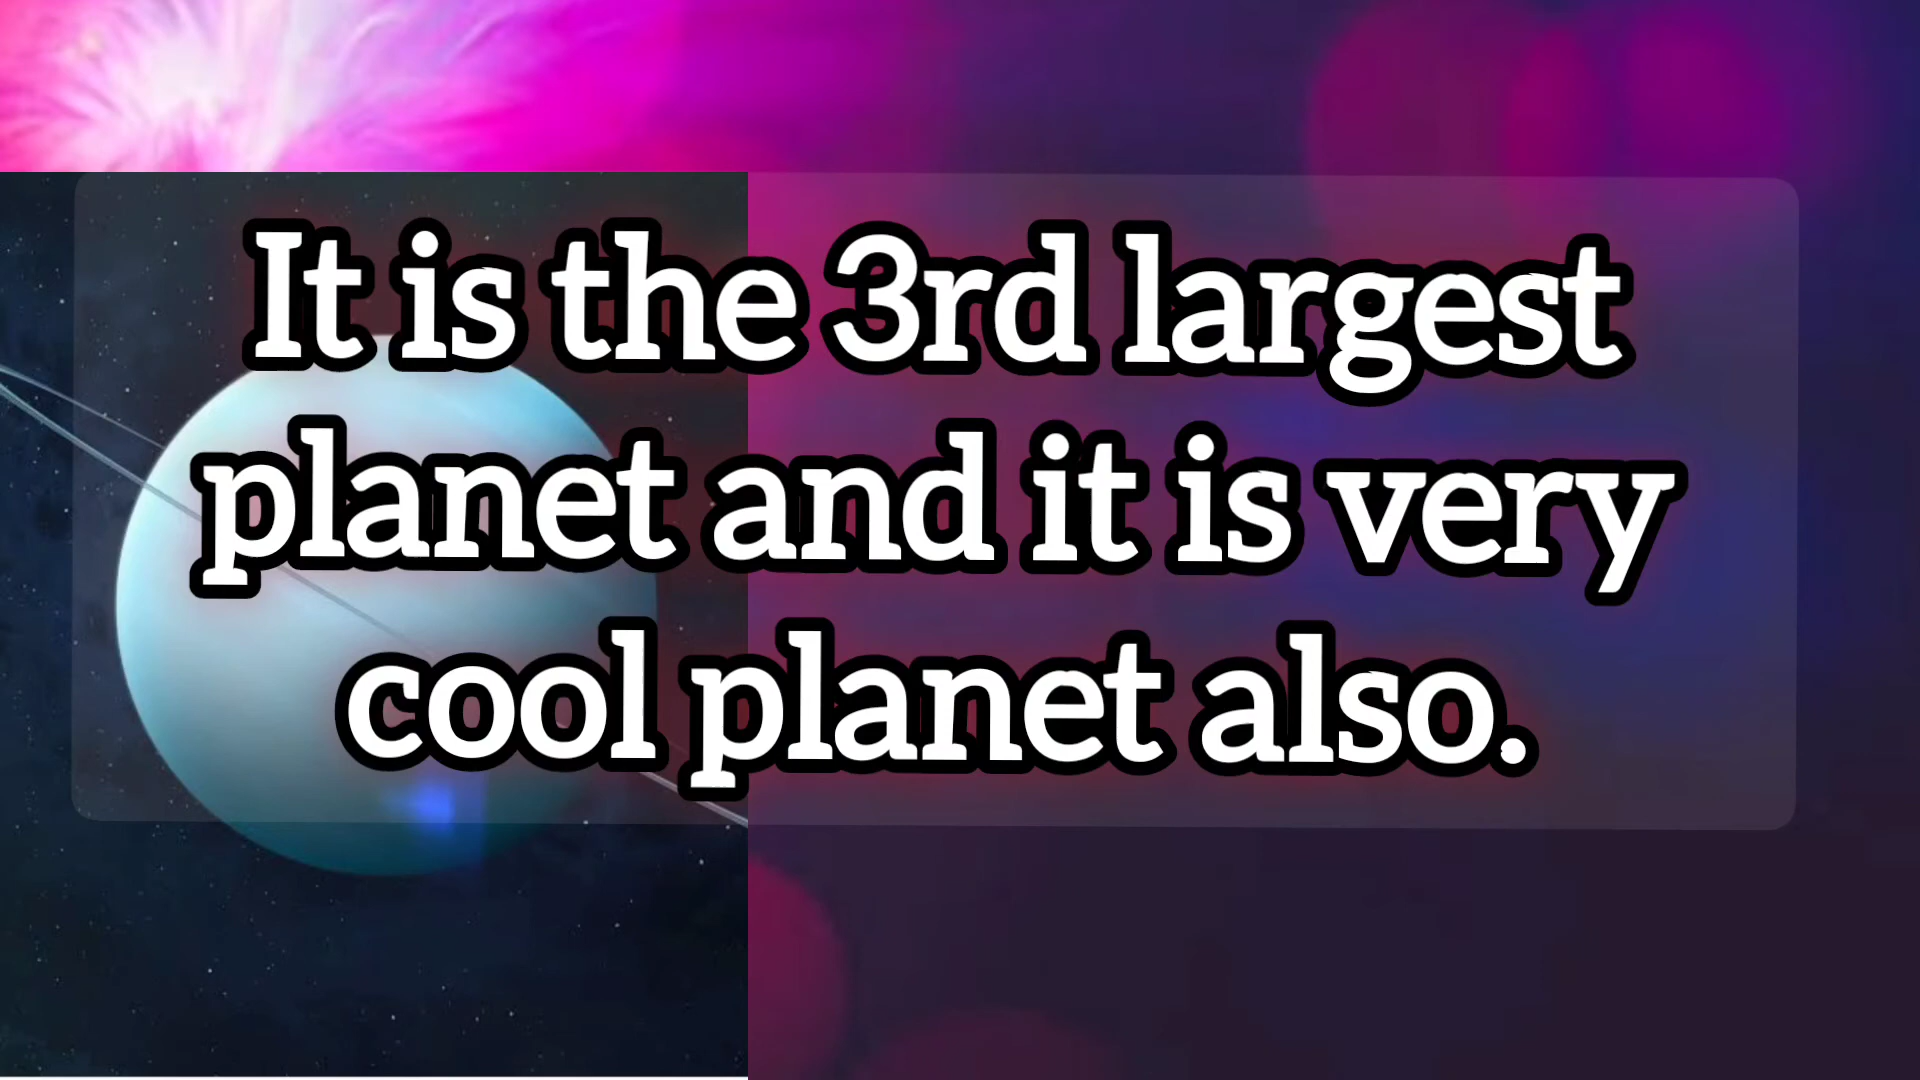 It is the 3rd largest
planet and it is very
cool planet also.